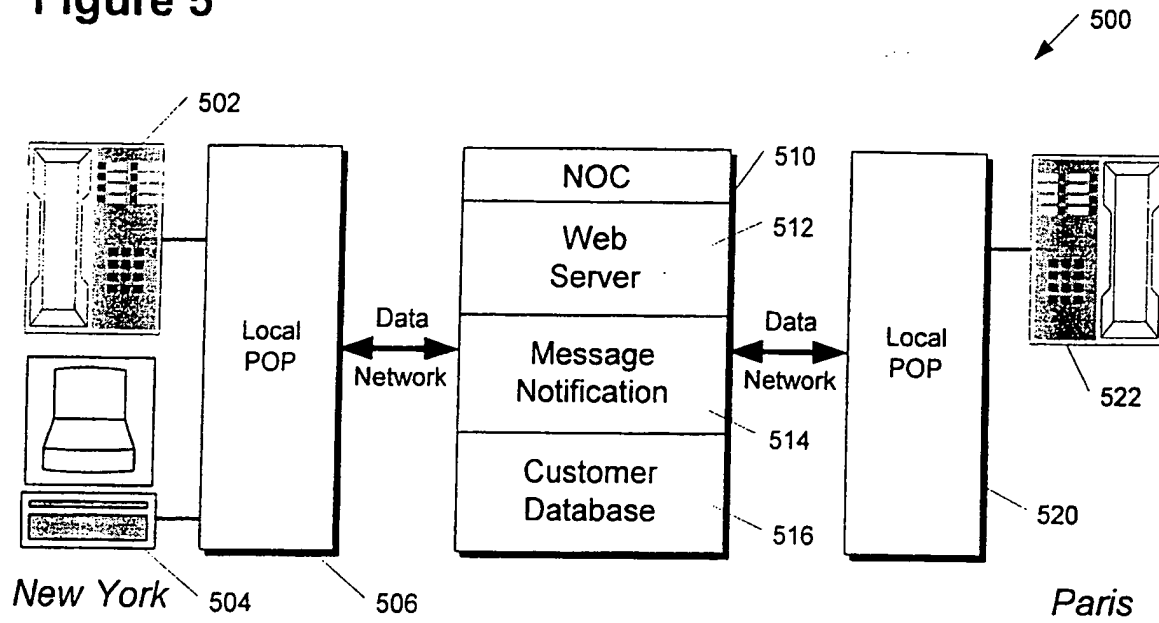 Figure 5
500
502
NOC
510
Web
Server
512
Local
POP
Data
Network
Message
Notification
514
Data
Network
Local
POP
522
Customer
Database
516
520
New York
504
506
Paris